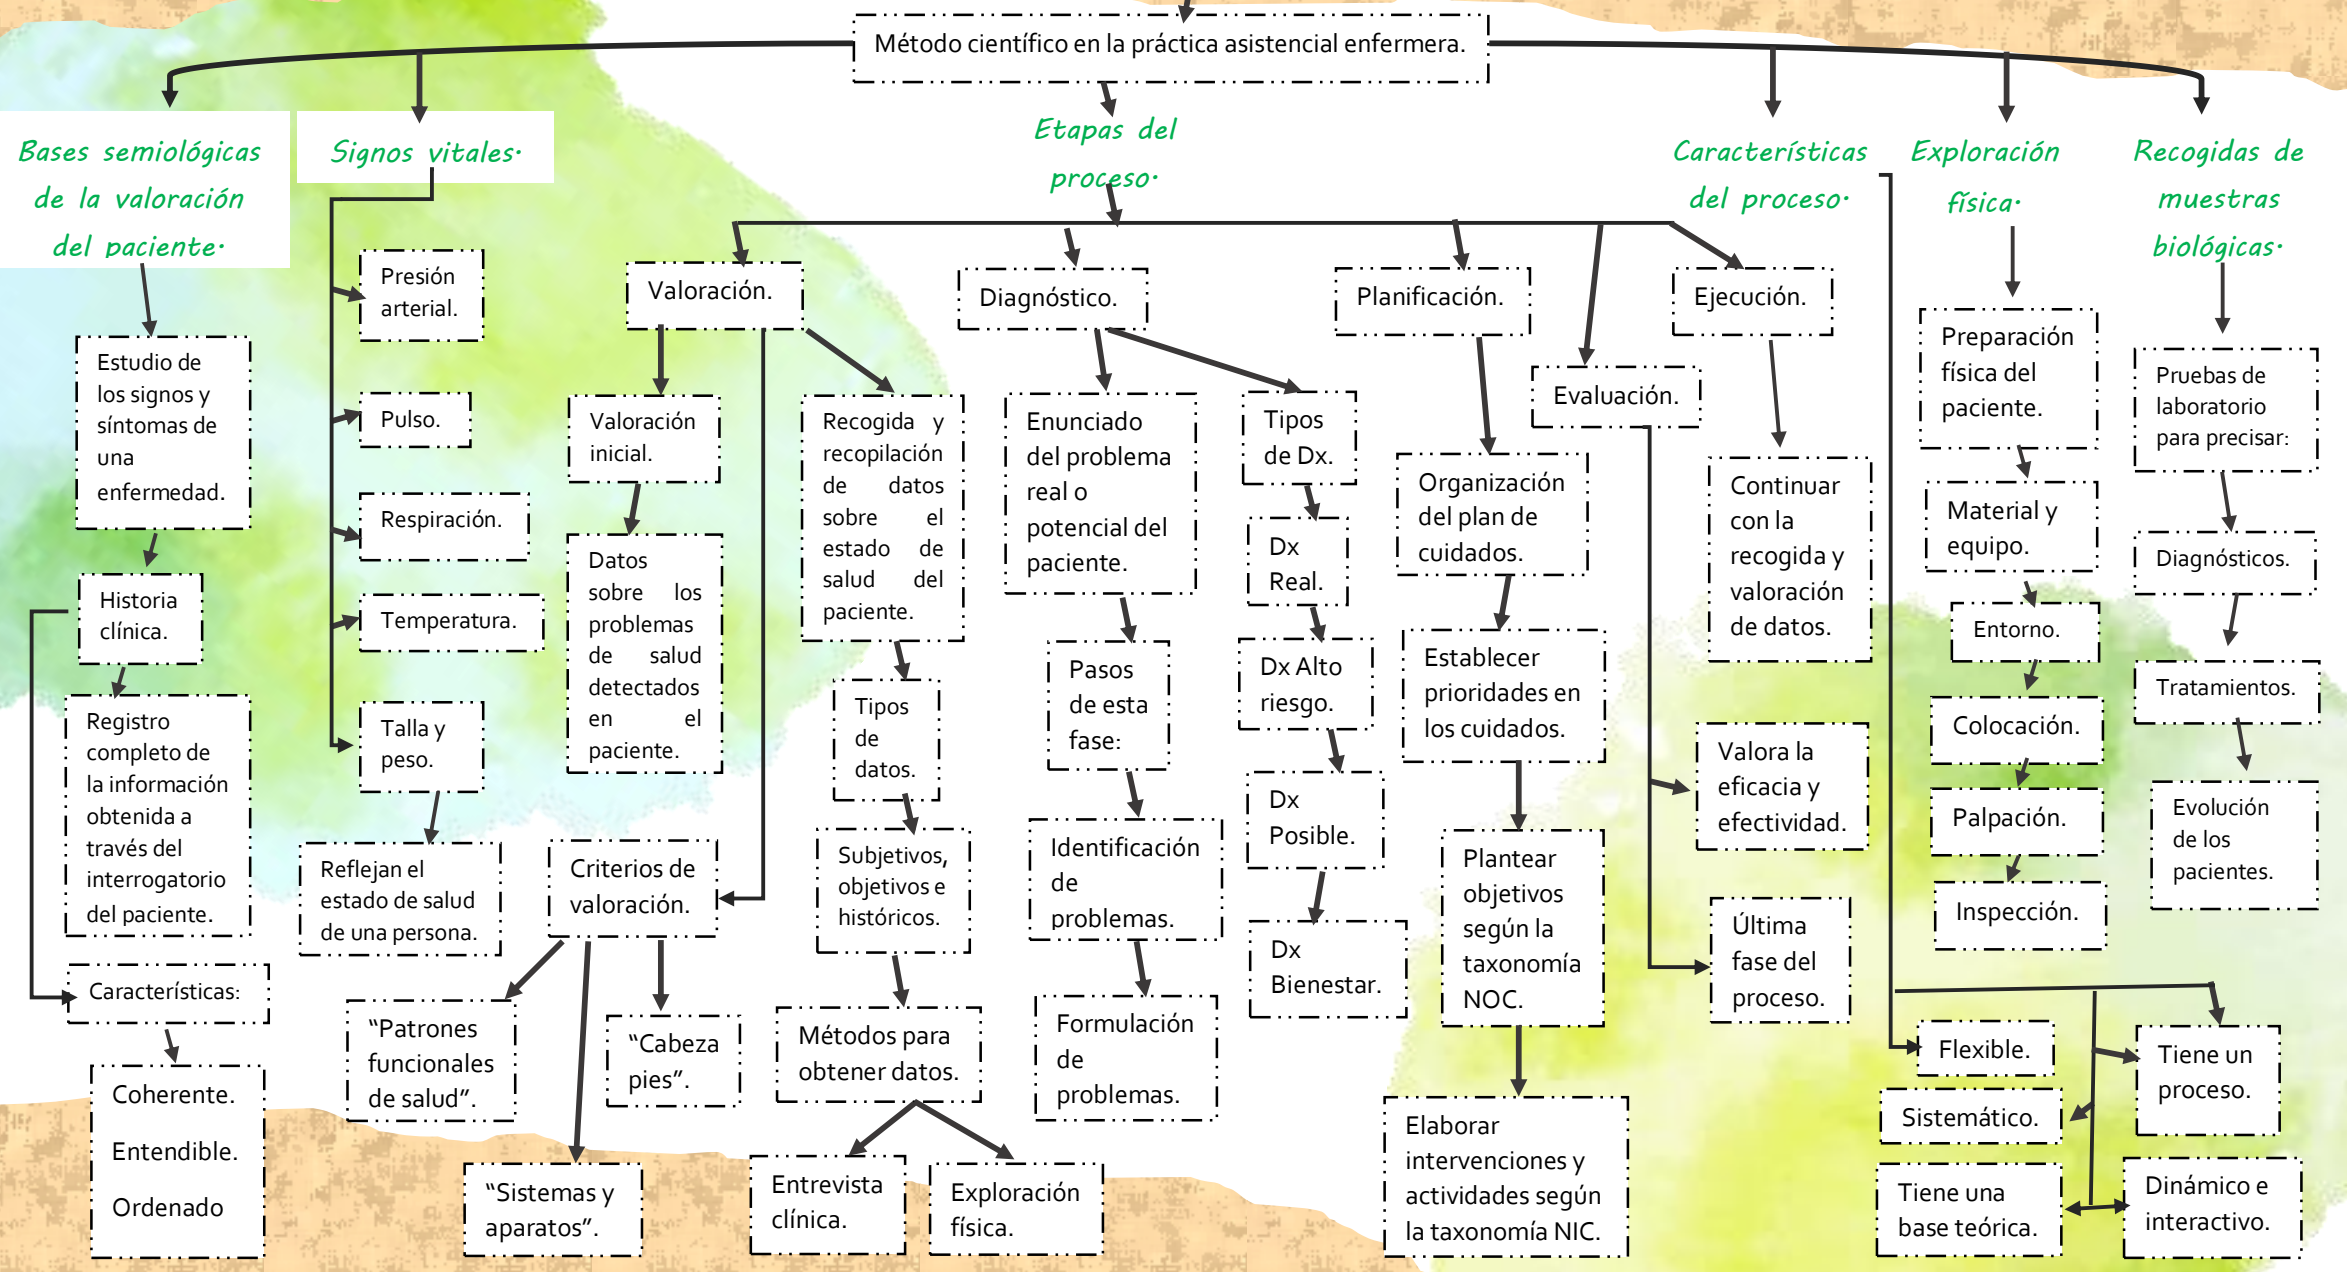 Método científico en la práctica asistencial enfermera.
Bases semiológicas
de la valoración
del paciente.
Estudio de
los signos y
síntomas de
una
enfermedad.
Historia
clínica.
Registro
completo de
la información
obtenida a
través del
interrogatorio
del paciente.
Características:
Coherente.
Entendible.
Ordenado
Signos vitales.
Presión
arterial.
Pulso.
Respiración.
Temperatura.
Talla y
peso.
Reflejan el
estado de salud
de una persona.
Etapas del
proceso.
Valoración.
Valoración
inicial.
Datos
sobre los
problemas
de salud
detectados
en el
paciente.
Criterios de
valoración.
“Patrones
funcionales
de salud”.
“Sistemas y
aparatos”.
“Cabeza
pies”.
Recogida y
recopilación
de datos
sobre el
estado de
salud del
paciente.
Tipos
de
datos.
Subjetivos,
objetivos e
históricos.
Métodos para
obtener datos.
Entrevista
clínica.
Exploración
física.
Diagnóstico.
Enunciado
del problema
real o
potencial del
paciente.
Pasos
de esta
fase:
Identificación
de
problemas.
Formulación
de
problemas.
Tipos
de Dx.
Dx
Real.
Dx Alto
riesgo.
Dx
Posible.
Dx
Bienestar.
Planificación.
Organización
del plan de
cuidados.
Establecer
prioridades en
los cuidados.
Plantear
objetivos
según la
taxonomía
NOC.
Elaborar
intervenciones y
actividades según
la taxonomía NIC.
Evaluación.
Valora la
eficacia y
efectividad.
Última
fase del
proceso.
Ejecución.
Continuar
con la
recogida y
valoración
de datos.
Características
del proceso.
Flexible.
Sistemático.
Tiene una
base teórica.
Tiene un
proceso.
Dinámico e
interactivo.
Exploración
física.
Preparación
física del
paciente.
Material y
equipo.
Entorno.
Colocación.
Palpación.
Inspección.
Recogidas de
muestras
biológicas.
Pruebas de
laboratorio
para precisar:
Diagnósticos.
Tratamientos.
Evolución
de los
pacientes.